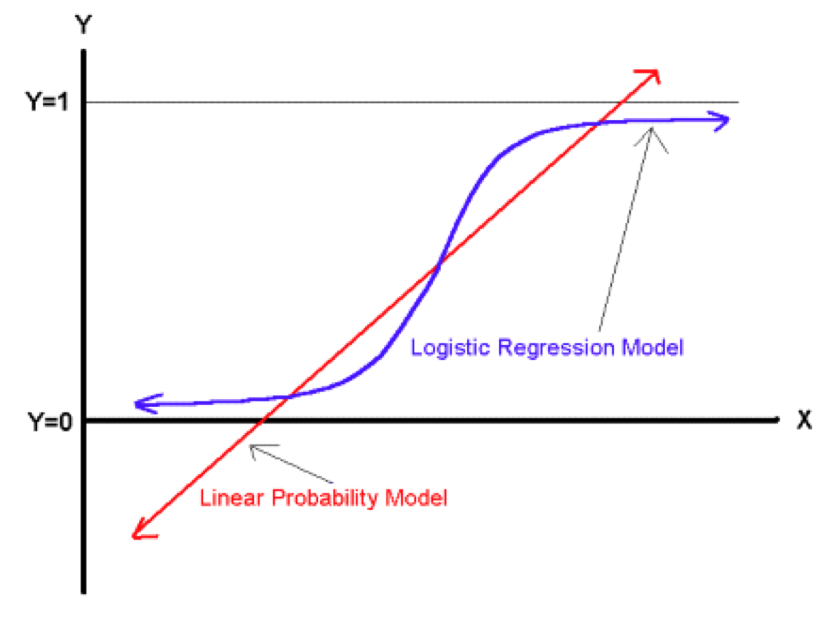 Y
Y=1
Logistic Regression Model
Y=0
X
Linear Probability Model